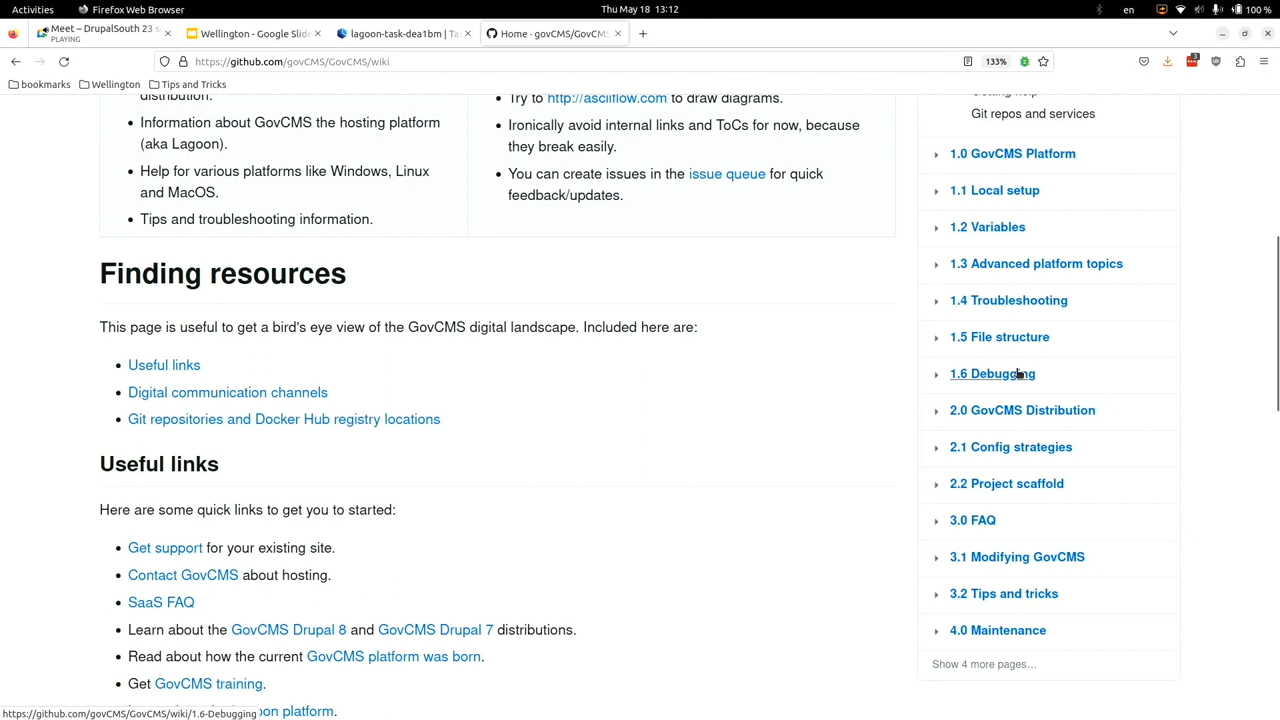 Activities
Firefox Web Browser
Thu May 18 13:12
en
100 %
Meet – DrupalSouth 23 s
PLAYING
Wellington - Google Slide
lagoon-task-dea1bm | Ta
Home · govCMS/GovCMS
https://github.com/govCMS/GovCMS/wiki
133%
3
bookmarks
Wellington
Tips and Tricks
distribution.
Information about GovCMS the hosting platform
(aka Lagoon).
Help for various platforms like Windows, Linux
and MacOS.
Tips and troubleshooting information.
Try to http://asciiflow.com to draw diagrams.
Ironically avoid internal links and ToCs for now, because
they break easily.
You can create issues in the issue queue for quick
feedback/updates.
Finding resources
This page is useful to get a bird's eye view of the GovCMS digital landscape. Included here are:
Useful links
Digital communication channels
Git repositories and Docker Hub registry locations
Useful links
Here are some quick links to get you to started:
Get support for your existing site.
Contact GovCMS about hosting.
SaaS FAQ
Learn about the GovCMS Drupal 8 and GovCMS Drupal 7 distributions.
Read about how the current GovCMS platform was born.
Get GovCMS training.
oon platform.
Getting help
Git repos and services
1.0 GovCMS Platform
1.1 Local setup
1.2 Variables
1.3 Advanced platform topics
1.4 Troubleshooting
1.5 File structure
1.6 Debugging
2.0 GovCMS Distribution
2.1 Config strategies
2.2 Project scaffold
3.0 FAQ
3.1 Modifying GovCMS
3.2 Tips and tricks
4.0 Maintenance
Show 4 more pages…
https://github.com/govCMS/GovCMS/wiki/1.6-Debugging